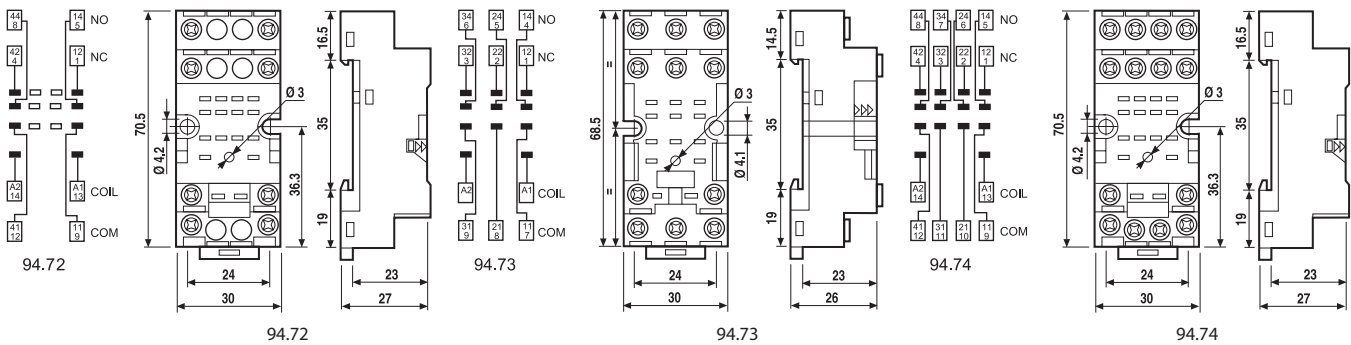 44 14 NO
8 5
42 12 NC
4 1
A2 A1 COIL
14 13
41 11 COM
12 9
94.72
70.5
Ø 4.2
Ø 3
36.3
24
30
16.5
35
19
23
27
94.72
34 24 14 NO
6 5 4
32 22 12 NC
3 2 1
A2 A1 COIL
31 21 11 COM
9 8 7
94.73
68.5
=
=
Ø 3
Ø 4.1
24
30
14.5
35
19
23
26
94.73
44 34 24 14 NO
8 7 6 5
42 32 22 12 NC
4 3 2 1
A2 A1 COIL
14 13
41 31 21 11 COM
12 11 10 9
94.74
70.5
Ø 4.2
Ø 3
36.3
24
30
16.5
35
19
23
27
94.74